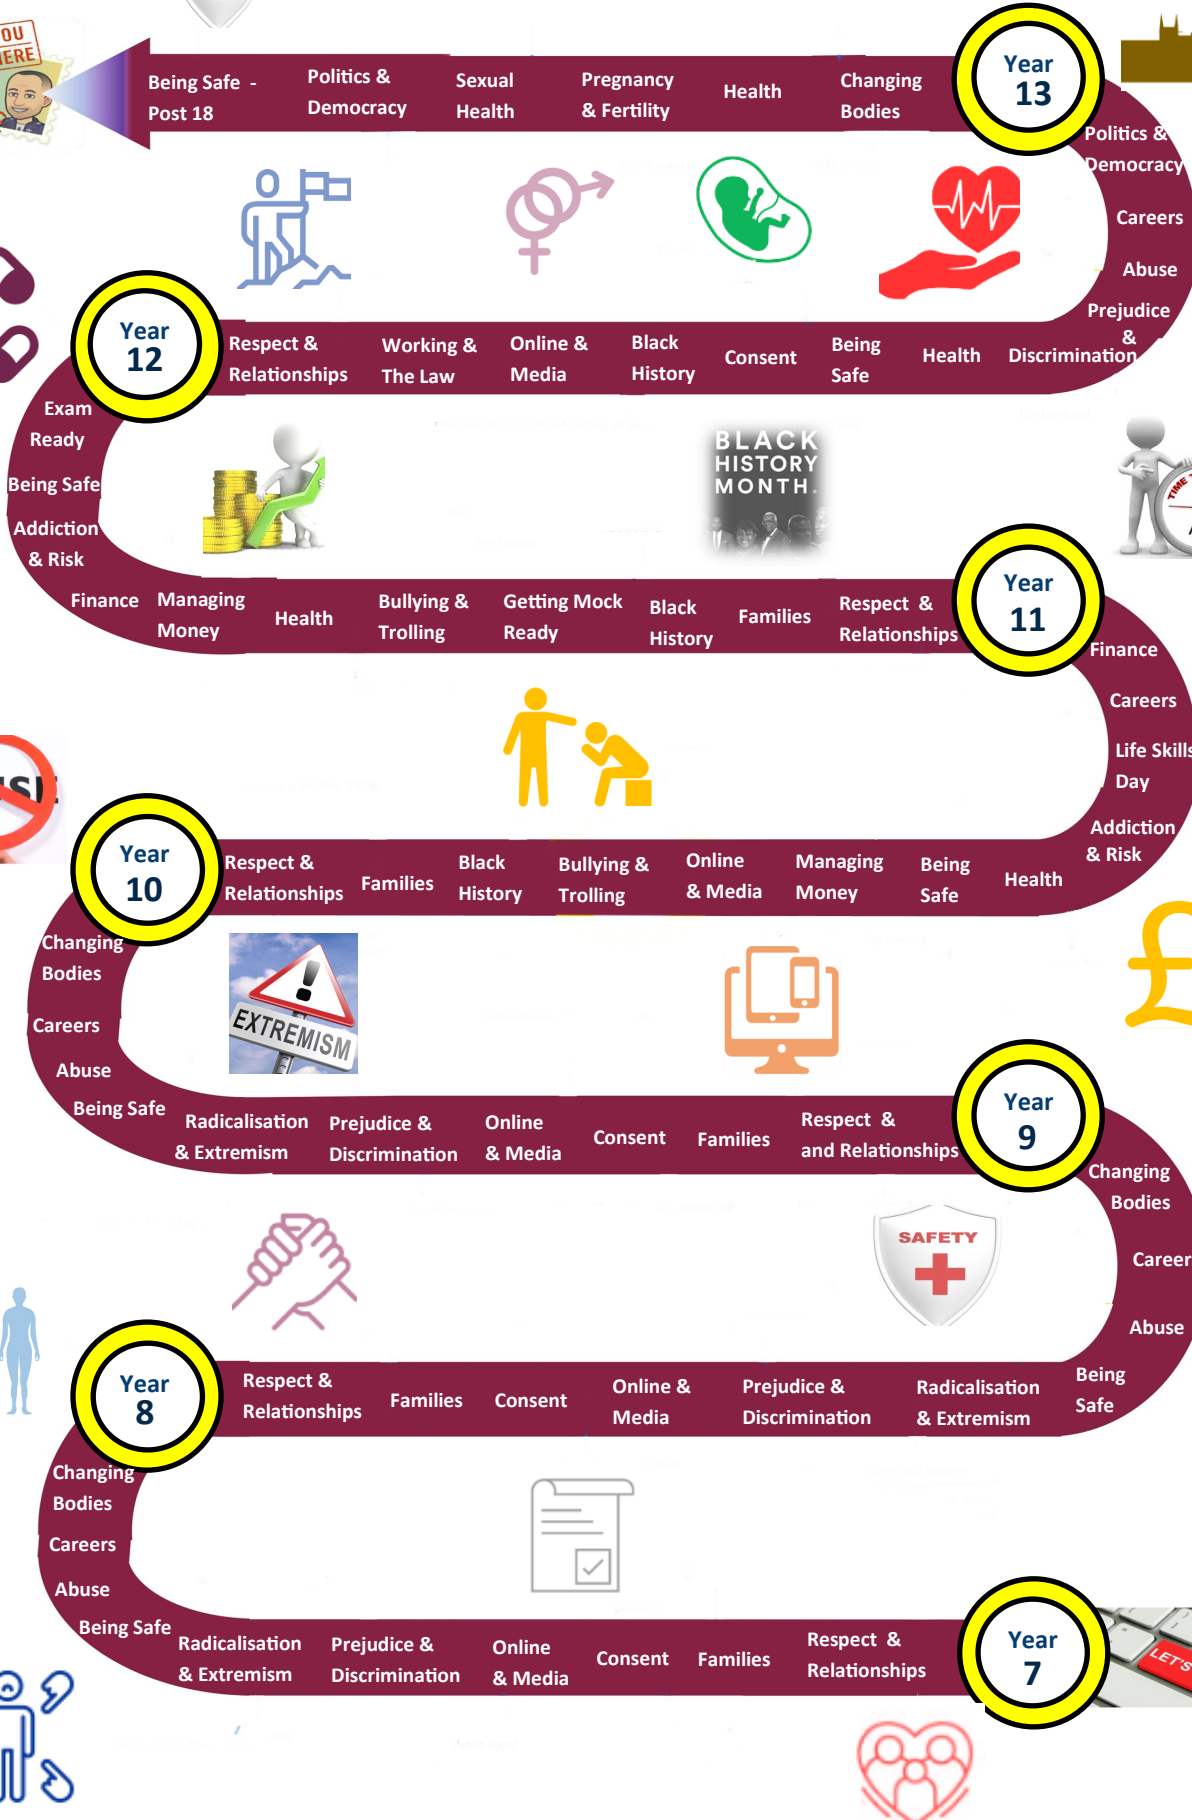 OU
HERE
Being Safe -
Post 18
Politics &
Democracy
Sexual
Health
Pregnancy
& Fertility
Health
Changing
Bodies
Year
13
Politics &
Democracy
Careers
Abuse
Prejudice
&
Discrimination
Health
Being
Safe
Consent
Black
History
Online &
Media
Working &
The Law
Respect &
Relationships
Year
12
Exam
Ready
Being Safe
Addiction
& Risk
Finance
Managing
Money
Health
Bullying &
Trolling
Getting Mock
Ready
Black
History
Families
Respect &
Relationships
BLACK
HISTORY
MONTH.
TIME
Year
11
Finance
Careers
Life Skills
Day
Addiction
& Risk
Health
Being
Safe
Managing
Money
Online
& Media
Bullying &
Trolling
Black
History
Families
Respect &
Relationships
Year
10
Changing
Bodies
Careers
Abuse
Being Safe
EXTREMISM
Radicalisation
& Extremism
Prejudice &
Discrimination
Online
& Media
Consent
Families
Respect &
and Relationships
Year
9
Changing
Bodies
Career
Abuse
Being
Safe
SAFETY
Radicalisation
& Extremism
Prejudice &
Discrimination
Online &
Media
Consent
Families
Respect &
Relationships
Year
8
Changing
Bodies
Careers
Abuse
Being Safe
Radicalisation
& Extremism
Prejudice &
Discrimination
Online
& Media
Consent
Families
Respect &
Relationships
Year
7
LET'S